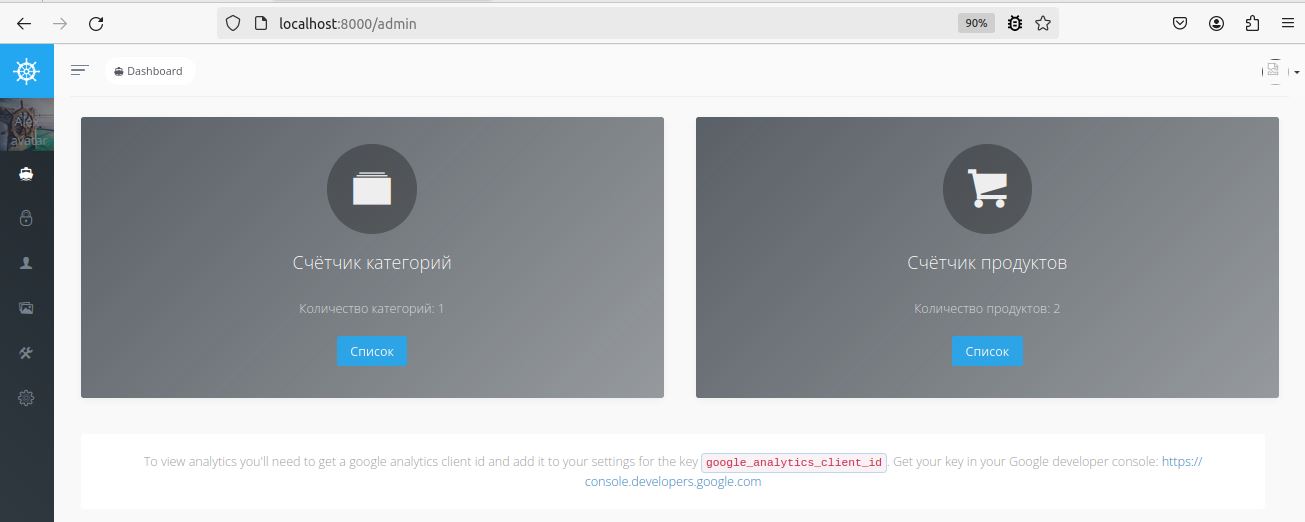 localhost:8000/admin
90%
Dashboard
avatar
Счётчик категорий
Количество категорий: 1
Список
Счётчик продуктов
Количество продуктов: 2
Список
To view analytics you'll need to get a google analytics client id and add it to your settings for the key google_analytics_client_id. Get your key in your Google developer console: https://
console.developers.google.com